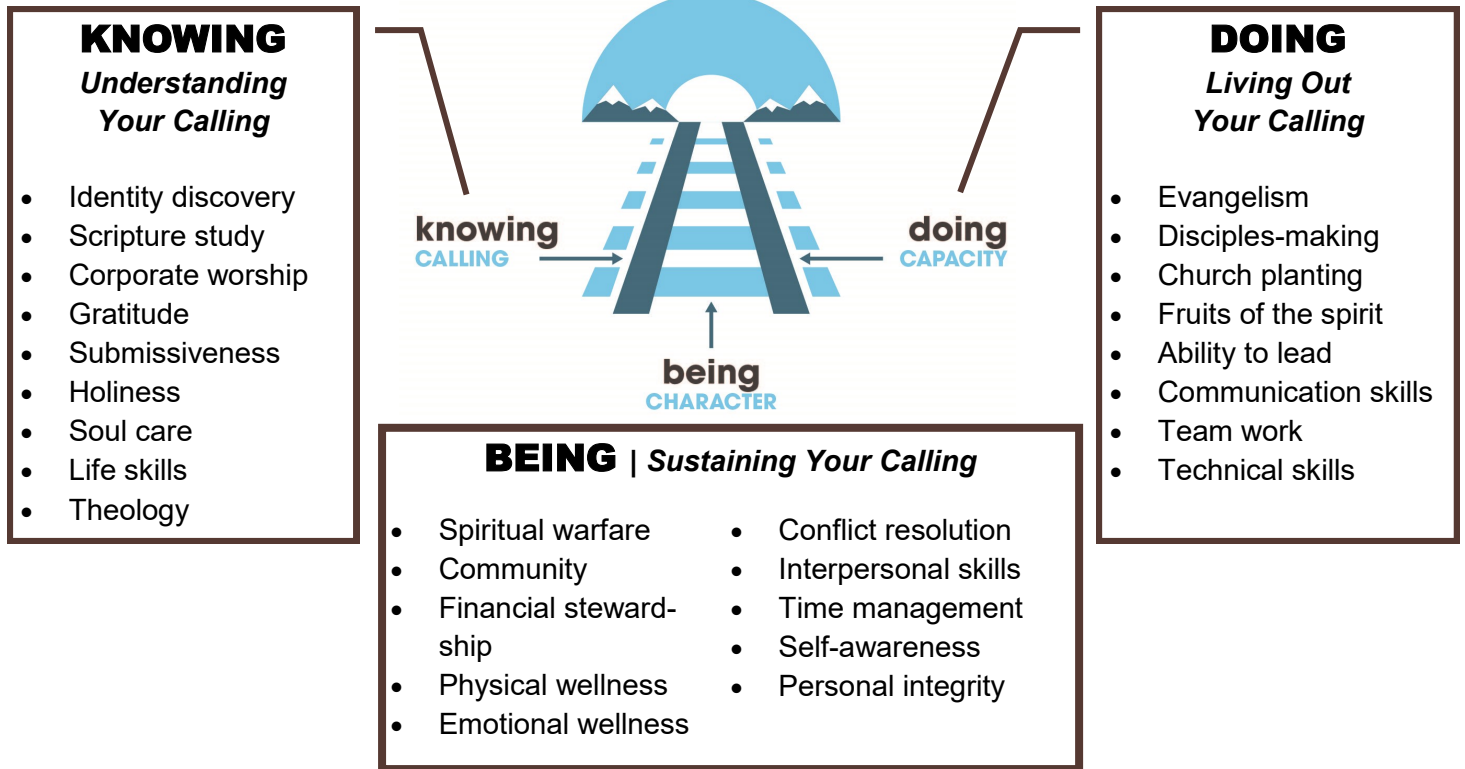 KNOWING
Understanding
Your Calling
• Identity discovery
• Scripture study
• Corporate worship
• Gratitude
• Submissiveness
• Holiness
• Soul care
• Life skills
• Theology
knowing
CALLING
doing
CAPACITY
being
CHARACTER
DOING
Living Out
Your Calling
• Evangelism
• Disciples-making
• Church planting
• Fruits of the spirit
• Ability to lead
• Communication skills
• Team work
• Technical skills
BEING | Sustaining Your Calling
• Spiritual warfare
• Community
• Financial steward-
ship
• Physical wellness
• Emotional wellness
• Conflict resolution
• Interpersonal skills
• Time management
• Self-awareness
• Personal integrity